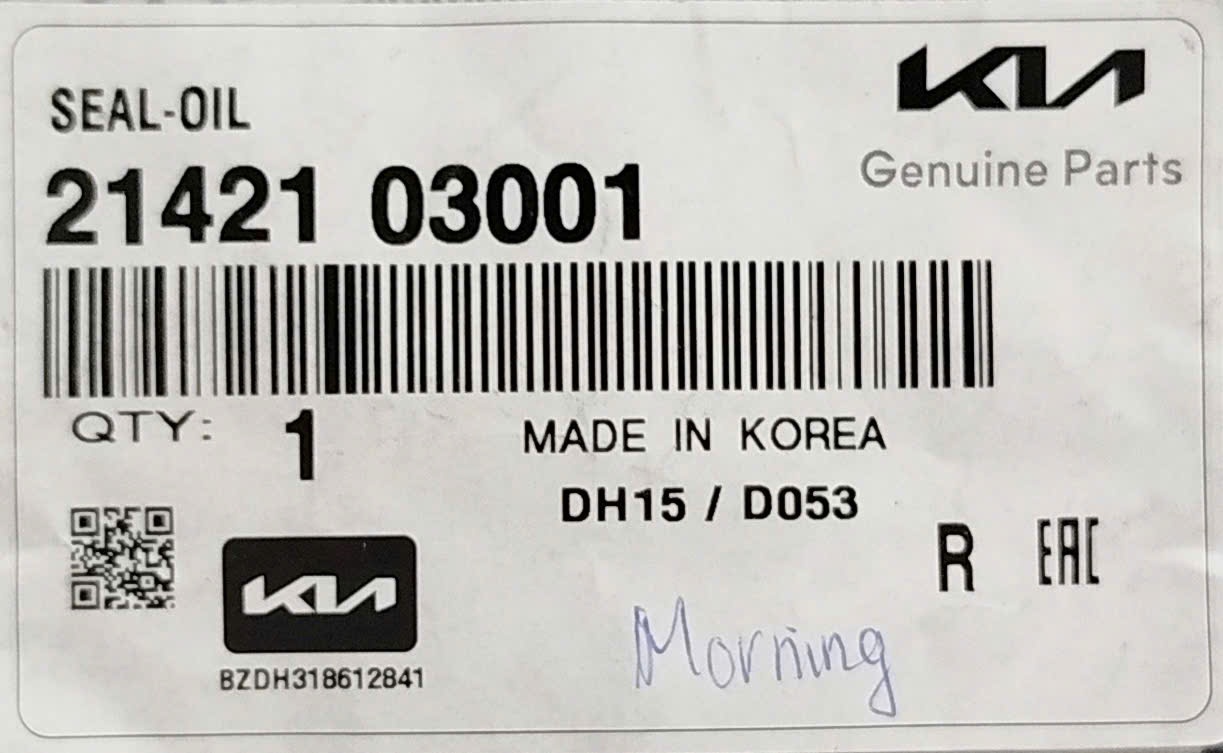 SEAL-OIL
KIA
Genuine Parts
21421 03001
QTY: 1
MADE IN KOREA
DH15 / D053
R EAC
KIA
BZDH318612841
Morning